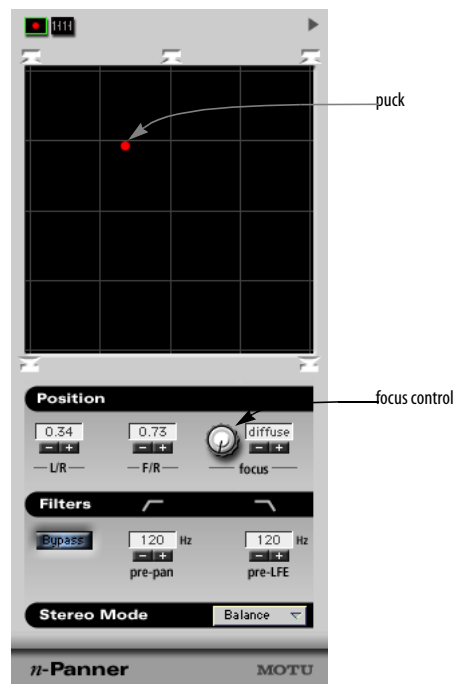 puck
focus control
Position
0.34 0.73 diffuse
- + - + - +
L/R F/R focus
Filters
Bypass 120 Hz 120 Hz
- + - +
pre-pan pre-LFE
Stereo Mode Balance
n-Panner MOTU